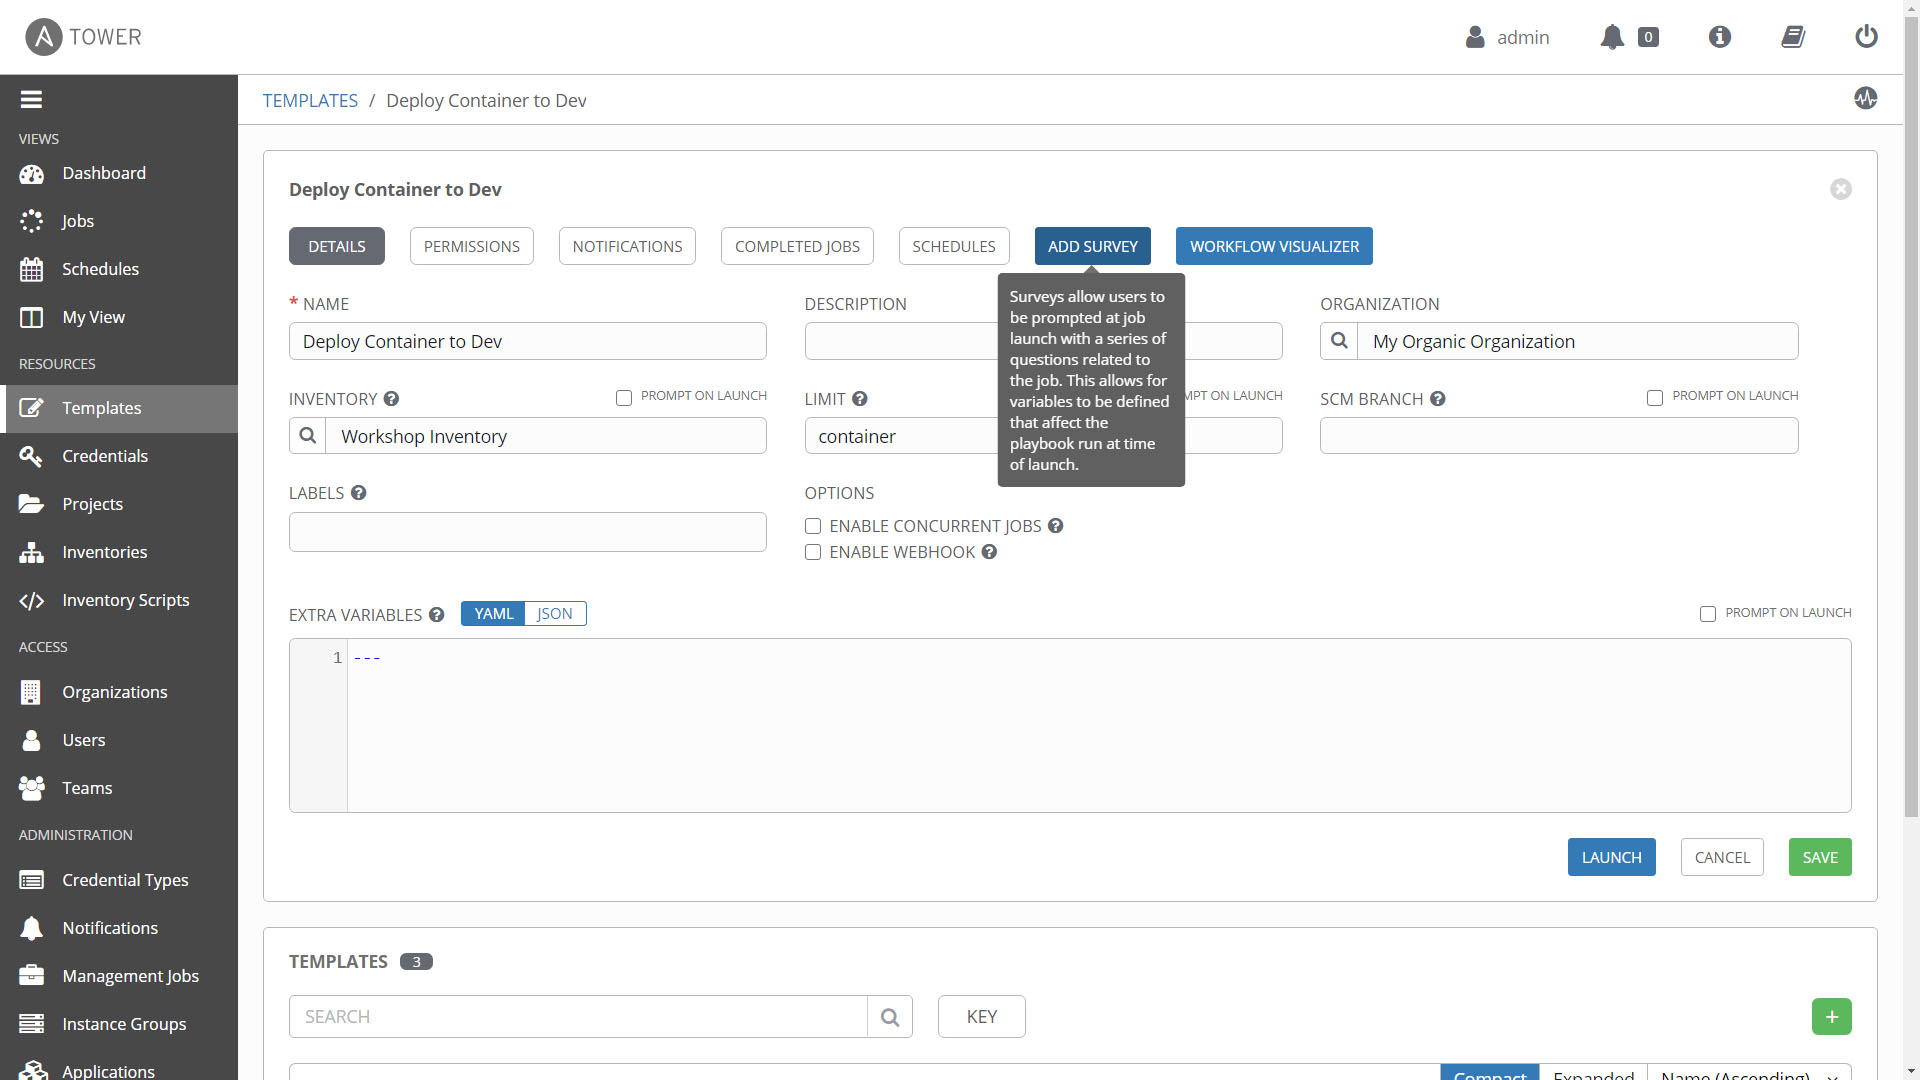 TOWER
admin
0
VIEWS
Dashboard
Jobs
Schedules
My View
RESOURCES
Templates
Credentials
Projects
Inventories
Inventory Scripts
ACCESS
Organizations
Users
Teams
ADMINISTRATION
Credential Types
Notifications
Management Jobs
Instance Groups
Applications
TEMPLATES / Deploy Container to Dev
Deploy Container to Dev
DETAILS PERMISSIONS NOTIFICATIONS COMPLETED JOBS SCHEDULES ADD SURVEY WORKFLOW VISUALIZER
Surveys allow users to
be prompted at job
launch with a series of
questions related to
the job. This allows for
variables to be defined
that affect the
playbook run at time
of launch.
* NAME
Deploy Container to Dev
DESCRIPTION
ORGANIZATION
My Organic Organization
INVENTORY ? PROMPT ON LAUNCH
Workshop Inventory
LIMIT ? MPT ON LAUNCH
container
SCM BRANCH ? PROMPT ON LAUNCH
LABELS ?
OPTIONS
ENABLE CONCURRENT JOBS ?
ENABLE WEBHOOK ?
EXTRA VARIABLES ? YAML JSON PROMPT ON LAUNCH
1 ---
LAUNCH CANCEL SAVE
TEMPLATES 3
SEARCH KEY +
Compact Expanded Name (Ascending)